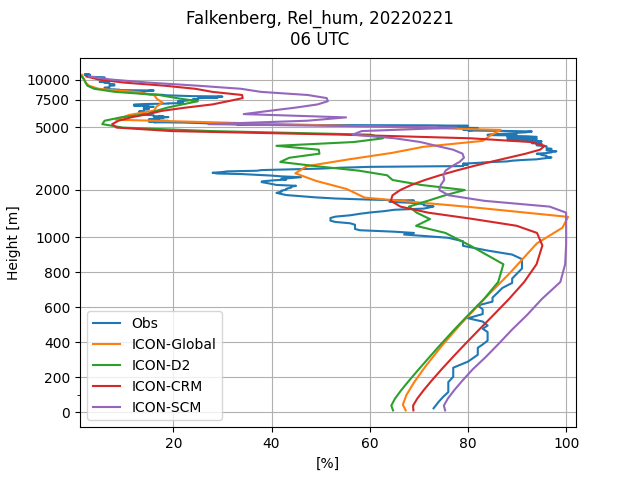 Falkenberg, Rel_hum, 20220221
06 UTC
Height [m]
10000
7500
5000
2000
1000
800
600
400
200
0
Obs
ICON-Global
ICON-D2
ICON-CRM
ICON-SCM
20 40 60 80 100
[%]